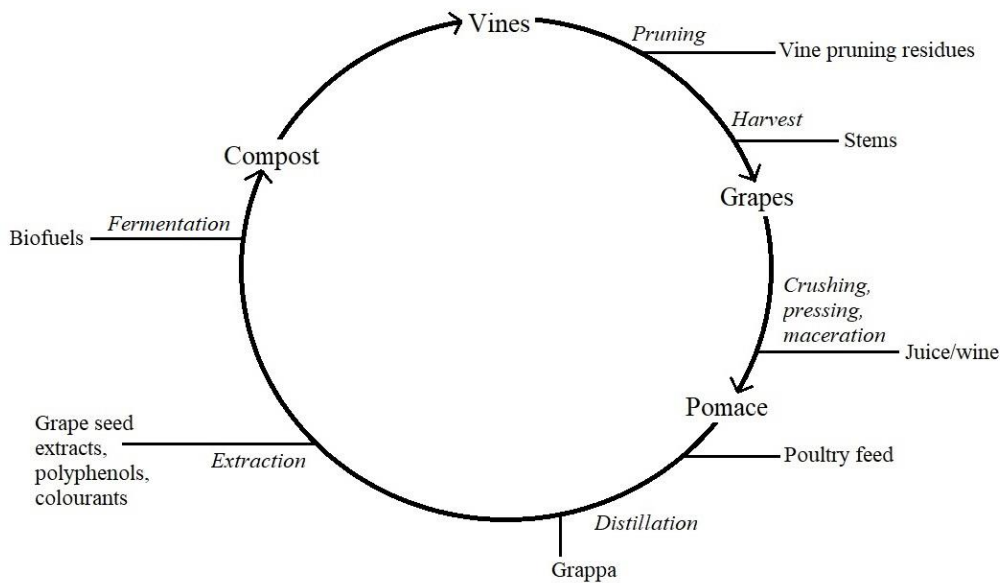 Vines
Pruning
Vine pruning residues
Harvest
Stems
Grapes
Crushing,
pressing,
maceration
Juice/wine
Pomace
Poultry feed
Distillation
Grappa
Extraction
Grape seed
extracts,
polyphenols,
colourants
Fermentation
Biofuels
Compost